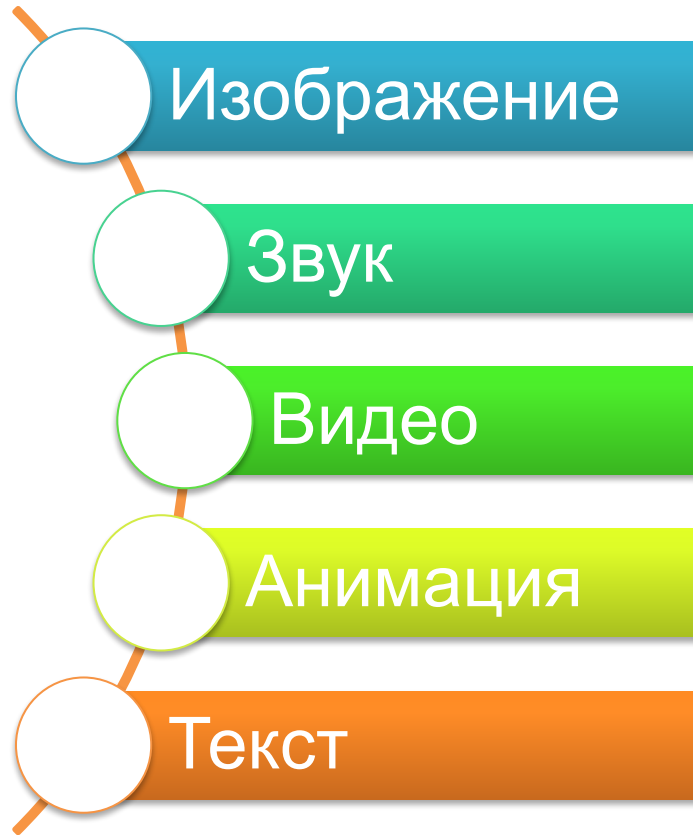 Изображение
Звук
Видео
Анимация
Текст